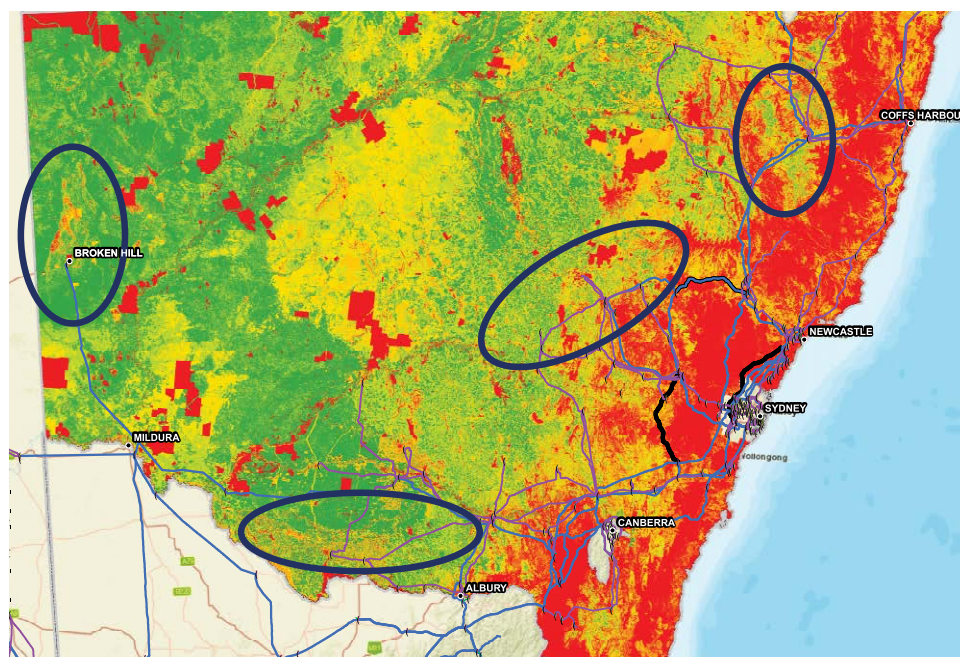 COFFS HARBOU
BROKEN HILL
NEWCASTLE
SYDNEY
MILDURA
Wollongong
CANBERRA
ALBURY